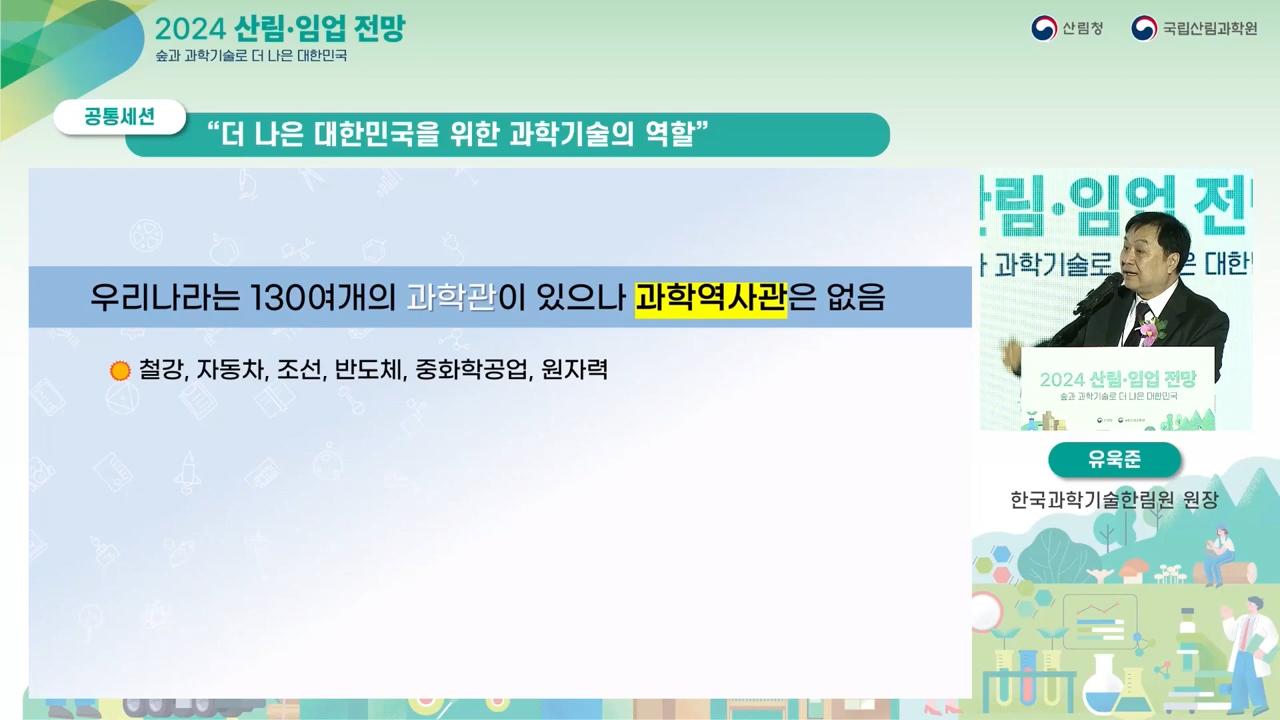 2024 산림·임업 전망
숲과 과학기술로 더 나은 대한민국
산림청
국립산림과학원
공통세션
“더 나은 대한민국을 위한 과학기술의 역할”
우리나라는 130여개의 과학관이 있으나 과학역사관은 없음
철강, 자동차, 조선, 반도체, 중화학공업, 원자력
림·임업 전
과학기술로
은 대한
2024 산림·임업 전망
숲과 과학기술로 더 나은 대한민국
유욱준
한국과학기술한림원 원장